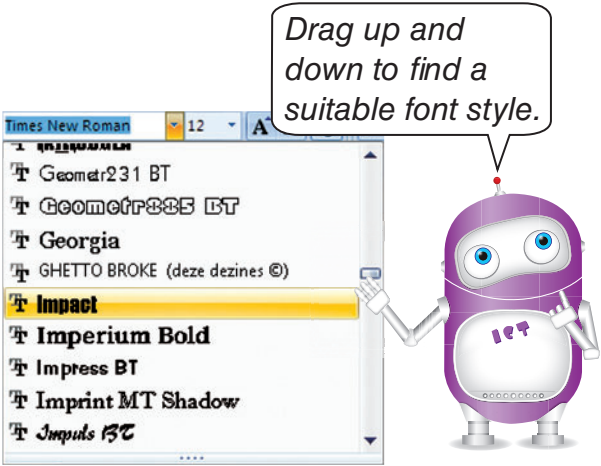 Drag up and
down to find a
suitable font style.
Times New Roman 12 A
Geometr231 BT
Geometr885 BT
Georgia
GHETTO BROKE (deze dezines ©)
Impact
Imperium Bold
Impress BT
Imprint MT Shadow
Impuls BT
ICT